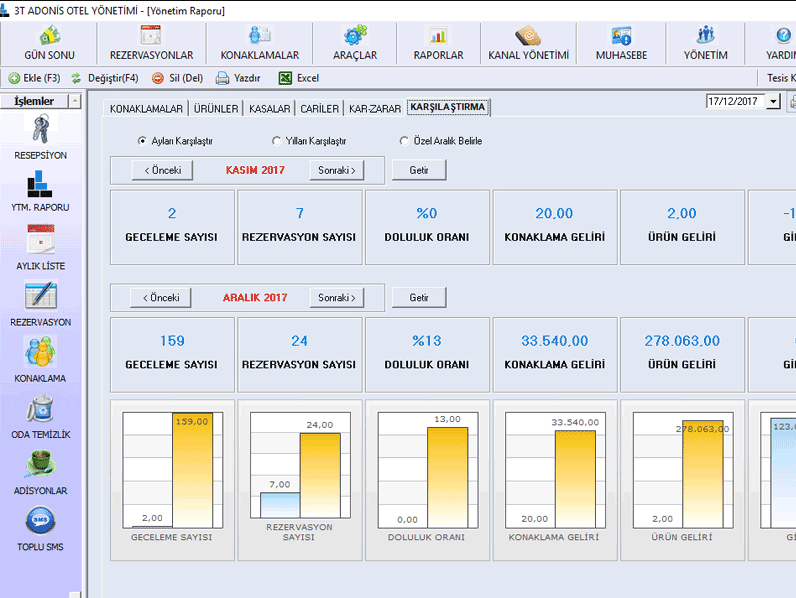 3T ADONİS OTEL YÖNETİMİ - [Yönetim Raporu]
GÜN SONU REZERVASYONLAR KONAKLAMALAR ARAÇLAR RAPORLAR KANAL YÖNETİMİ MUHASEBE YÖNETİM
Ekle (F3) Değiştir(F4) Sil (Del) Yazdır Excel Tesis
İşlemler
KONAKLAMALAR ÜRÜNLER KASALAR CARİLER KAR-ZARAR KARŞILAŞTIRMA 17/12/2017
RESEPSİYON
YTM. RAPORU
AYLIK LİSTE
REZERVASYON
KONAKLAMA
ODA TEMİZLİK
ADİSYONLAR
SMS
TOPLU SMS
Ayları Karşılaştır Yılları Karşılaştır Özel Aralık Belirle
< Önceki KASIM 2017 Sonraki > Getir
2 7 %0 20,00 2,00 -1
GECELEME SAYISI REZERVASYON SAYISI DOLULUK ORANI KONAKLAMA GELİRİ ÜRÜN GELİRİ
< Önceki ARALIK 2017 Sonraki > Getir
159 24 %13 33.540,00 278.063,00
GECELEME SAYISI REZERVASYON SAYISI DOLULUK ORANI KONAKLAMA GELİRİ ÜRÜN GELİRİ
159,00
2,00
GECELEME SAYISI
24,00
7,00
REZERVASYON
SAYISI
13,00
0,00
DOLULUK ORANI
33.540,00
20,00
KONAKLAMA GELİRİ
278.063,00
2,00
ÜRÜN GELİRİ